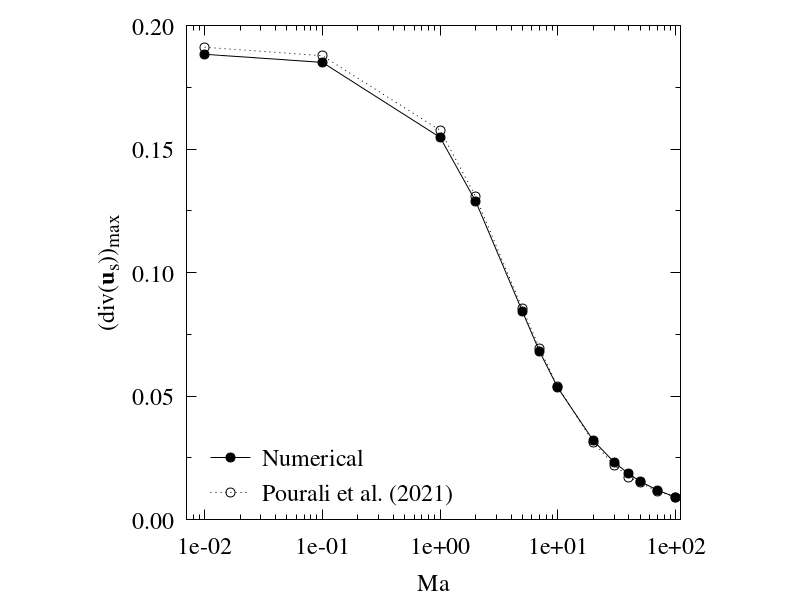 0.20
0.15
0.10
0.05
0.00
(div(uₛ))max
Numerical
Pourali et al. (2021)
1e-02 1e-01 1e+00 1e+01 1e+02
Ma